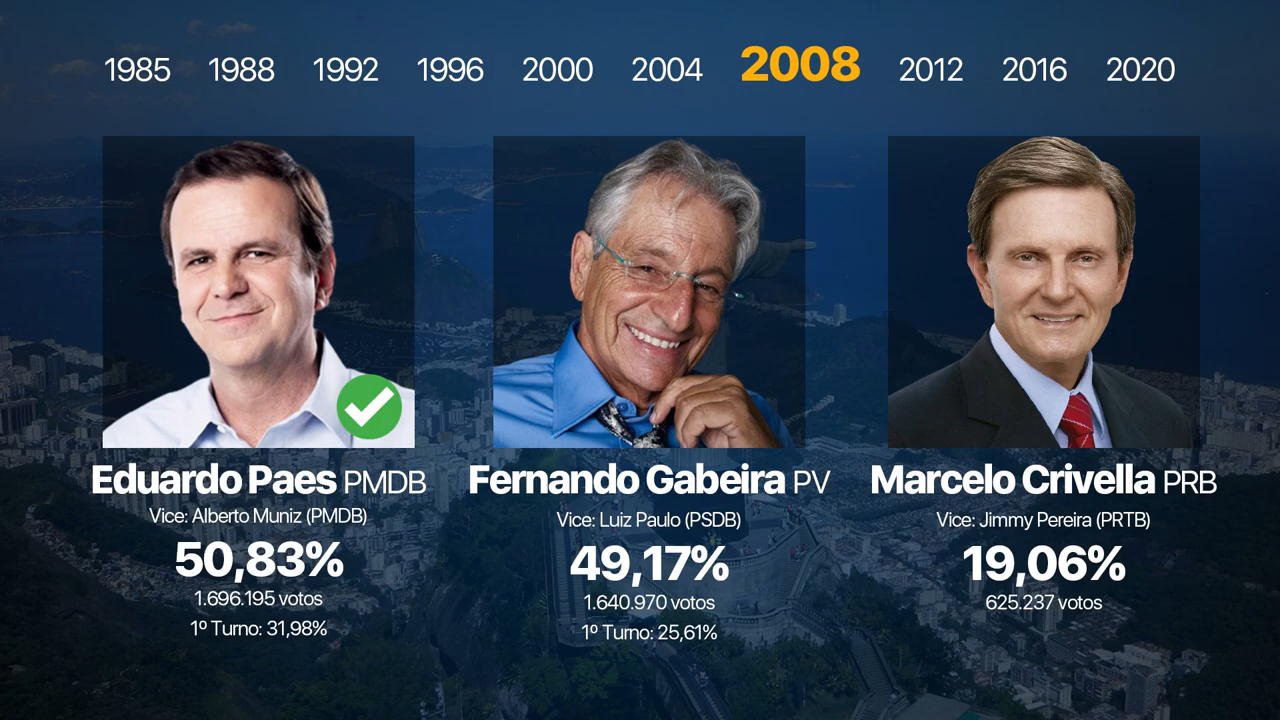 1985 1988 1992 1996 2000 2004 2008 2012 2016 2020
Eduardo Paes PMDB
Vice: Alberto Muniz (PMDB)
50,83%
1.696.195 votos
1º Turno: 31,98%
Fernando Gabeira PV
Vice: Luiz Paulo (PSDB)
49,17%
1.640.970 votos
1º Turno: 25,61%
Marcelo Crivella PRB
Vice: Jimmy Pereira (PRTB)
19,06%
625.237 votos